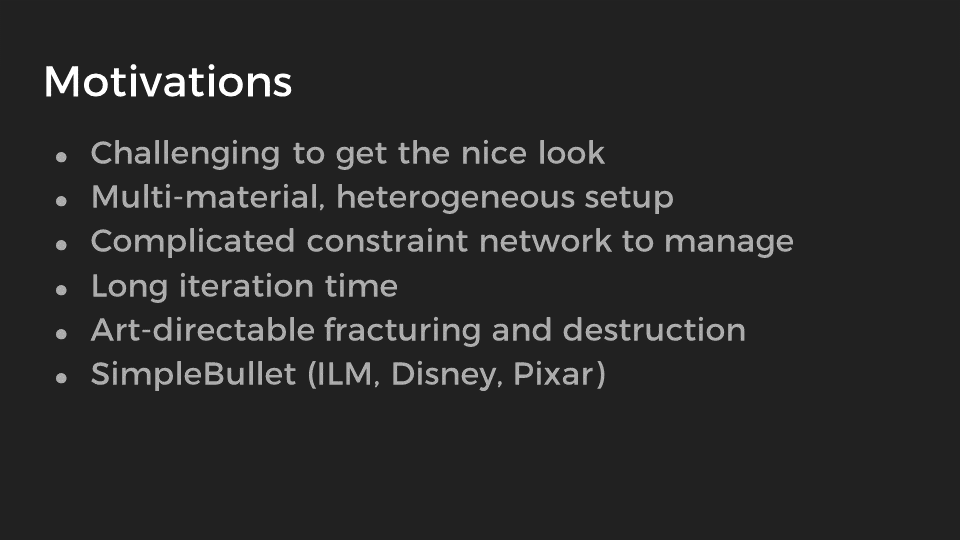 Motivations
● Challenging to get the nice look
● Multi-material, heterogeneous setup
● Complicated constraint network to manage
● Long iteration time
● Art-directable fracturing and destruction
● SimpleBullet (ILM, Disney, Pixar)